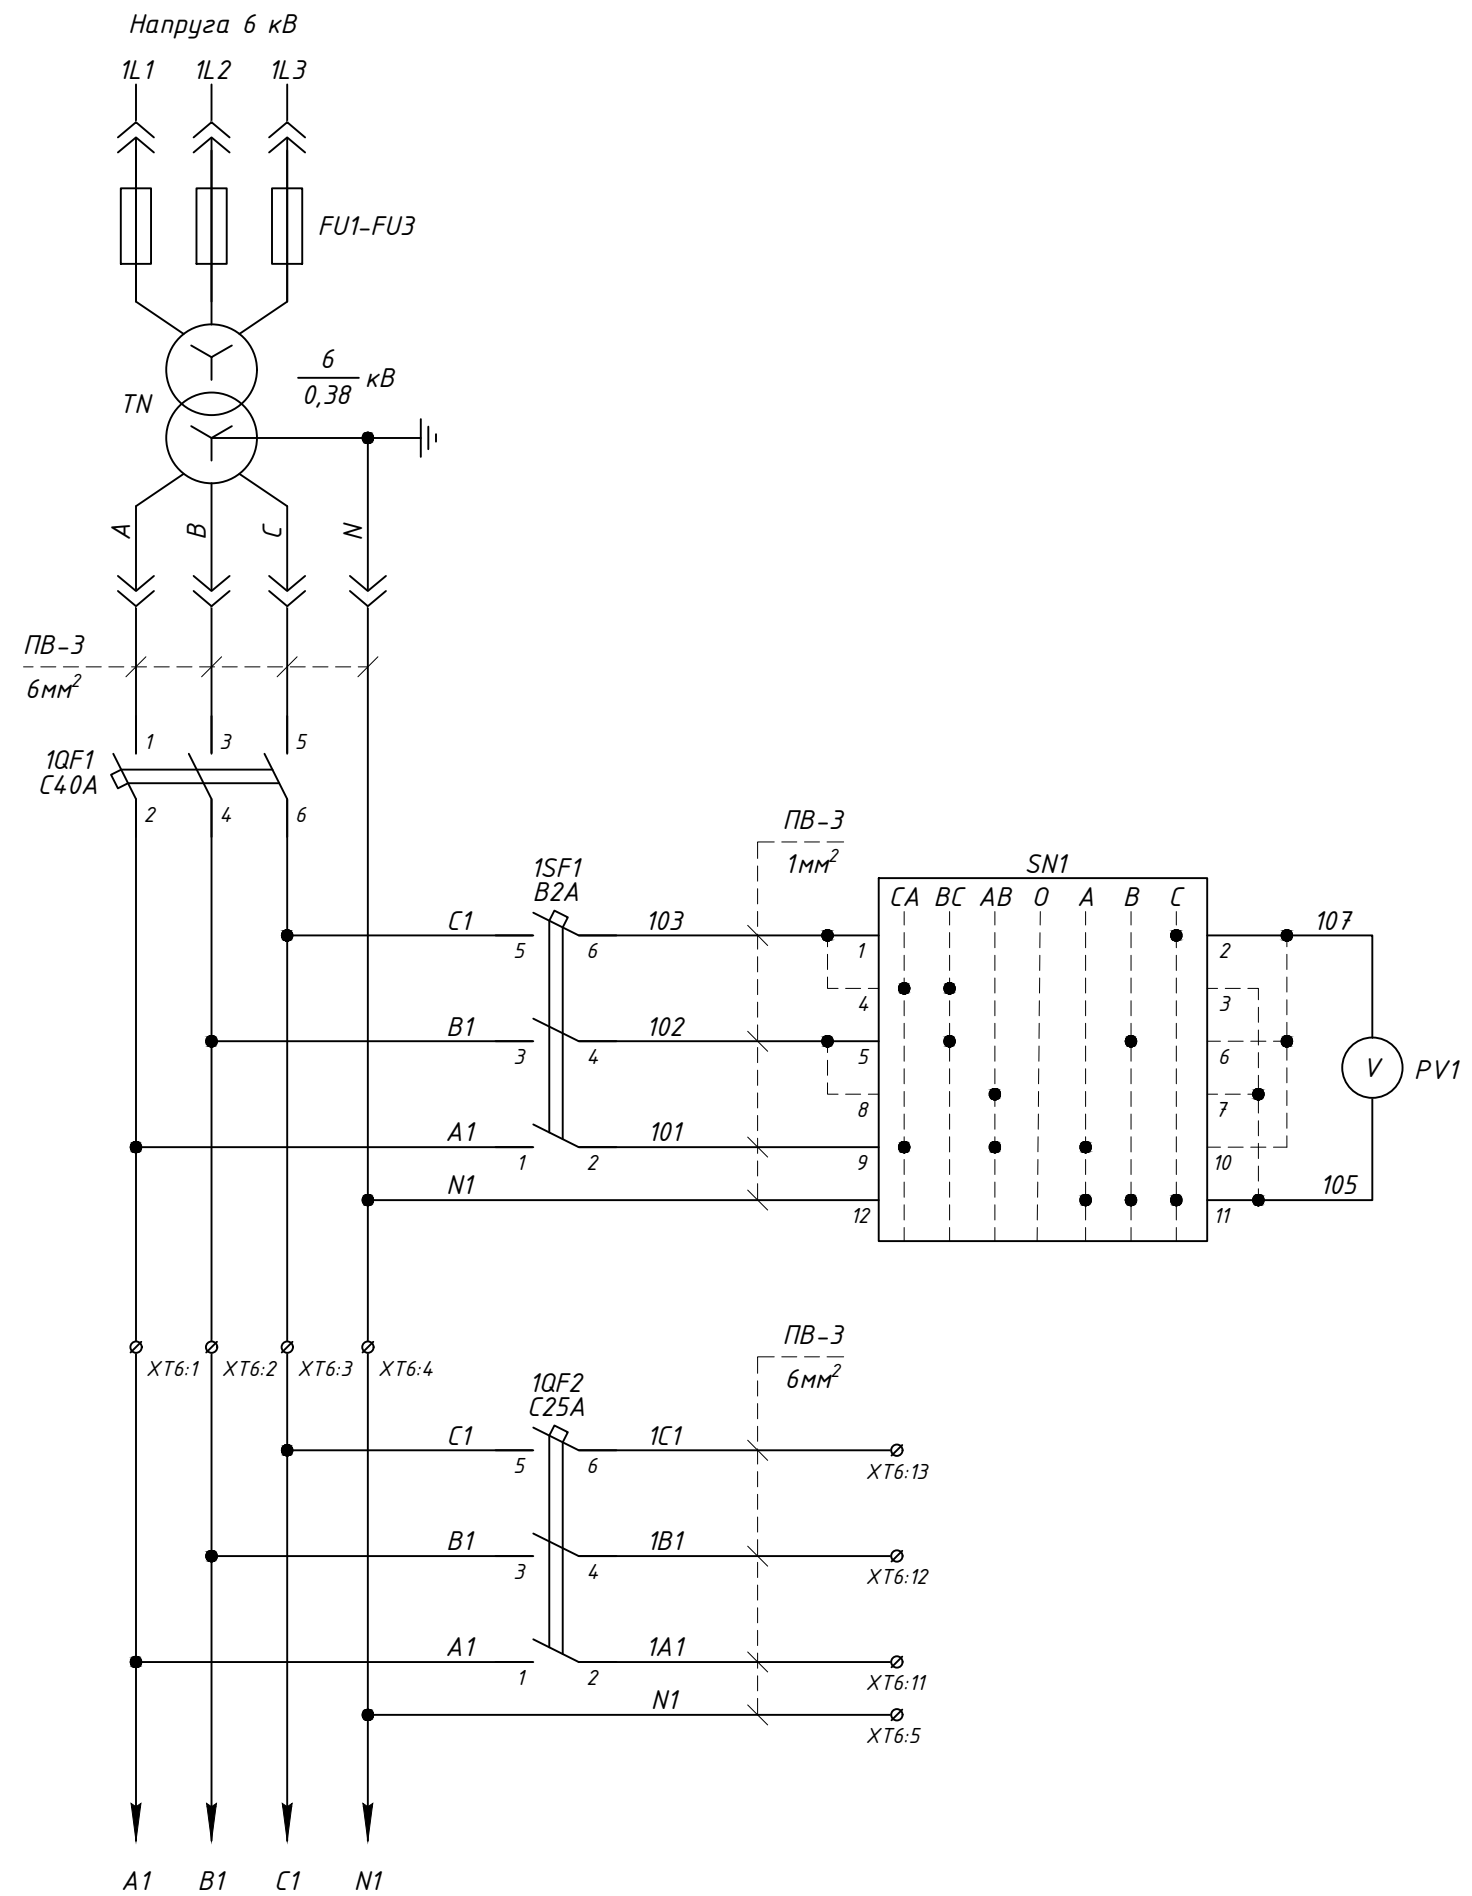 Напруга 6 кВ
1L1 1L2 1L3
FU1-FU3
6
0,38 кВ
TN
A B C N
ПВ-3
6мм²
1 3 5
1QF1
C40A
2 4 6
ПВ-3
1мм²
1SF1
B2A
SN1
CA BC AB O A B C
C1 5 6 103 1 2 107
4 3
B1 3 4 102 5 6
V PV1
8 7
A1 1 2 101 9 10
N1 12 11 105
XT6:1 XT6:2 XT6:3 XT6:4
ПВ-3
6мм²
1QF2
C25A
C1 5 6 1C1 XT6:13
B1 3 4 1B1 XT6:12
A1 1 2 1A1 XT6:11
N1 XT6:5
A1 B1 C1 N1